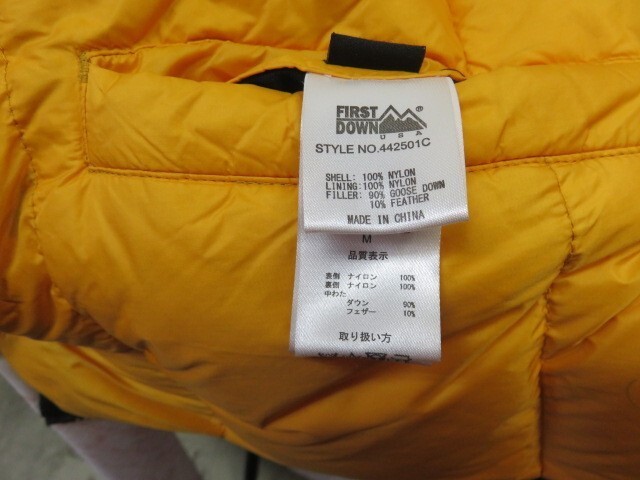 FIRST
DOWN®
USA
STYLE NO.442501C
SHELL: 100% NYLON
LINING:100% NYLON
FILLER: 90% GOOSE DOWN
10% FEATHER
MADE IN CHINA
M
品質表示
表側 ナイロン 100%
裏側 ナイロン 100%
中わた
ダウン 90%
フェザー 10%
取り扱い方